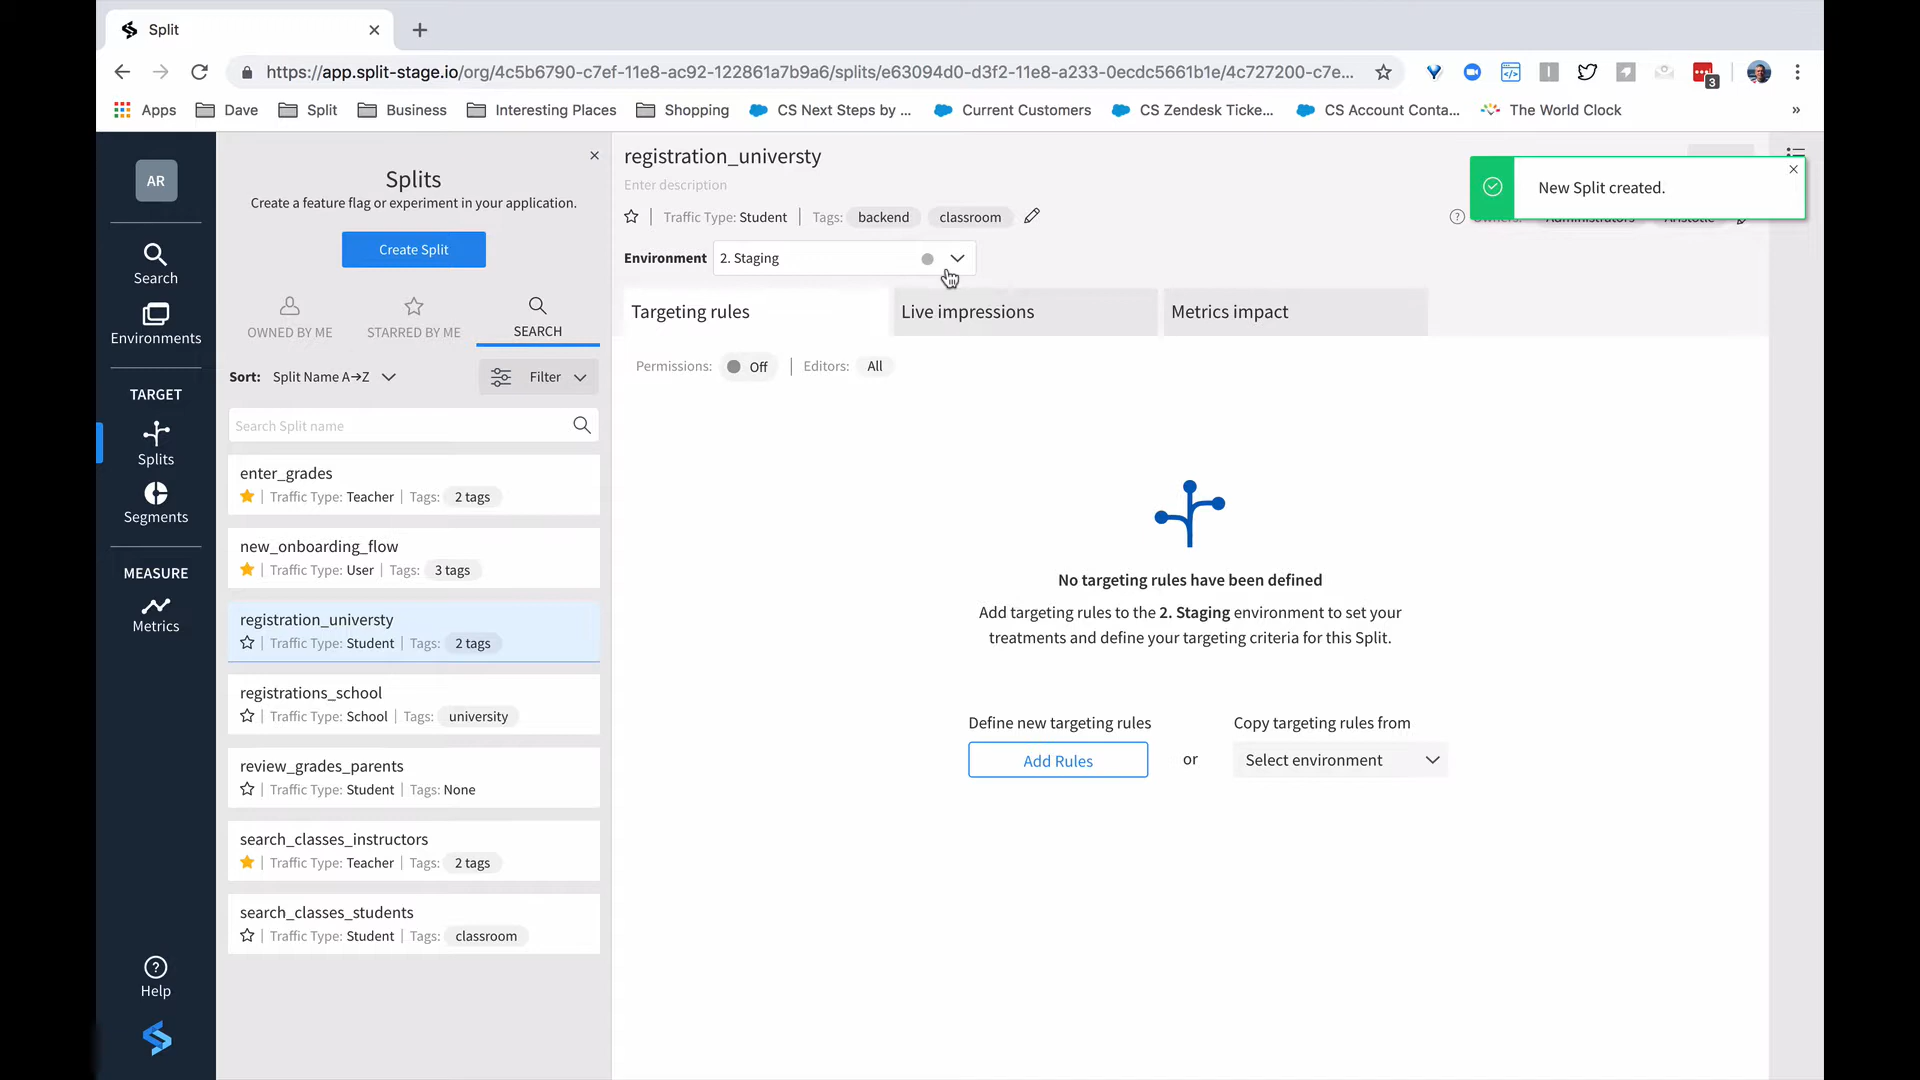 Split
https://app.split-stage.io/org/4c5b6790-c7ef-11e8-ac92-122861a7b9a6/splits/e63094d0-d3f2-11e8-a233-0ecdc5661b1e/4c727200-c7e...
3
Apps Dave Split Business Interesting Places Shopping CS Next Steps by ... Current Customers CS Zendesk Ticke... CS Account Conta... The World Clock »
AR
Search
Environments
TARGET
Splits
Segments
MEASURE
Metrics
Help
Splits
Create a feature flag or experiment in your application.
Create Split
OWNED BY ME STARRED BY ME SEARCH
Sort: Split Name A→Z Filter
Search Split name
enter_grades
Traffic Type: Teacher | Tags: 2 tags
new_onboarding_flow
Traffic Type: User | Tags: 3 tags
registration_universty
Traffic Type: Student | Tags: 2 tags
registrations_school
Traffic Type: School | Tags: university
review_grades_parents
Traffic Type: Student | Tags: None
search_classes_instructors
Traffic Type: Teacher | Tags: 2 tags
search_classes_students
Traffic Type: Student | Tags: classroom
registration_universty
Enter description
Traffic Type: Student | Tags: backend classroom
New Split created.
Environment 2. Staging
Targeting rules Live impressions Metrics impact
Permissions: Off | Editors: All
No targeting rules have been defined
Add targeting rules to the 2. Staging environment to set your
treatments and define your targeting criteria for this Split.
Define new targeting rules
Add Rules
or
Copy targeting rules from
Select environment